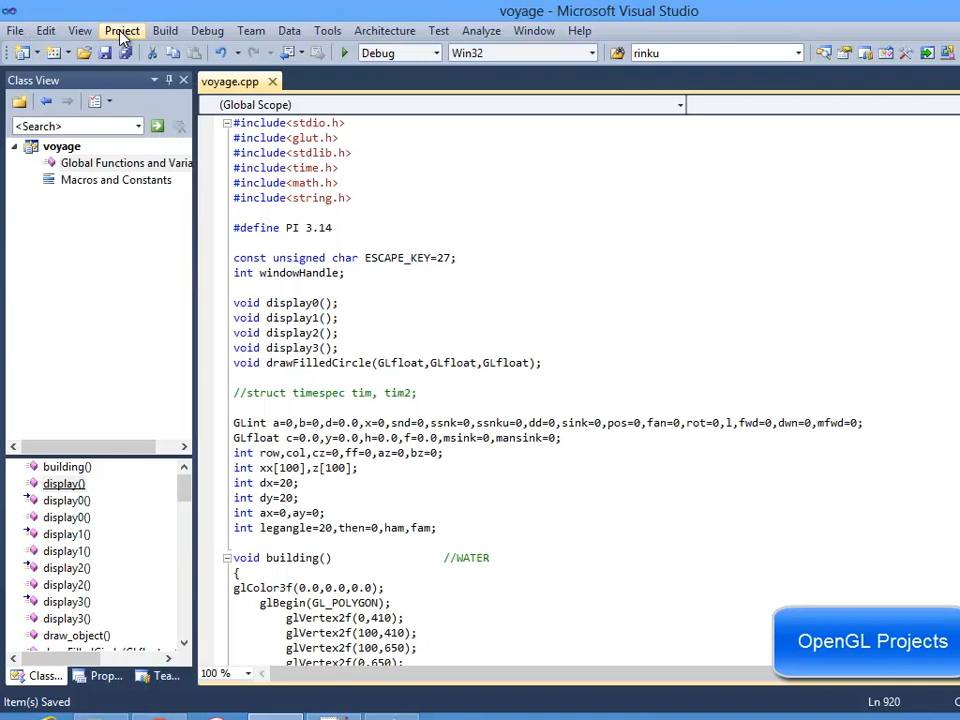 voyage - Microsoft Visual Studio
File Edit View Project Build Debug Team Data Tools Architecture Test Analyze Window Help
Debug Win32 rinku
Class View
voyage.cpp
(Global Scope)
<Search>
voyage
Global Functions and Varia
Macros and Constants
#include<stdio.h>
#include<glut.h>
#include<stdlib.h>
#include<time.h>
#include<math.h>
#include<string.h>
#define PI 3.14
const unsigned char ESCAPE_KEY=27;
int windowHandle;
void display0();
void display1();
void display2();
void display3();
void drawFilledCircle(GLfloat,GLfloat,GLfloat);
//struct timespec tim, tim2;
GLint a=0,b=0,d=0.0,x=0,snd=0,ssnk=0,ssnku=0,dd=0,sink=0,pos=0,fan=0,rot=0,l,fwd=0,dwn=0,mfwd=0;
GLfloat c=0.0,y=0.0,h=0.0,f=0.0,msink=0,mansink=0;
int row,col,cz=0,ff=0,az=0,bz=0;
int xx[100],z[100];
int dx=20;
int dy=20;
int ax=0,ay=0;
int legangle=20,then=0,ham,fam;
void building() //WATER
{
glColor3f(0.0,0.0,0.0);
glBegin(GL_POLYGON);
glVertex2f(0,410);
glVertex2f(100,410);
glVertex2f(100,650);
glVertex2f(0,650);
building()
display()
display0()
display0()
display1()
display1()
display2()
display2()
display3()
display3()
draw_object()
OpenGL Projects
Class... Prop... Tea...
100 %
Item(s) Saved
Ln 920